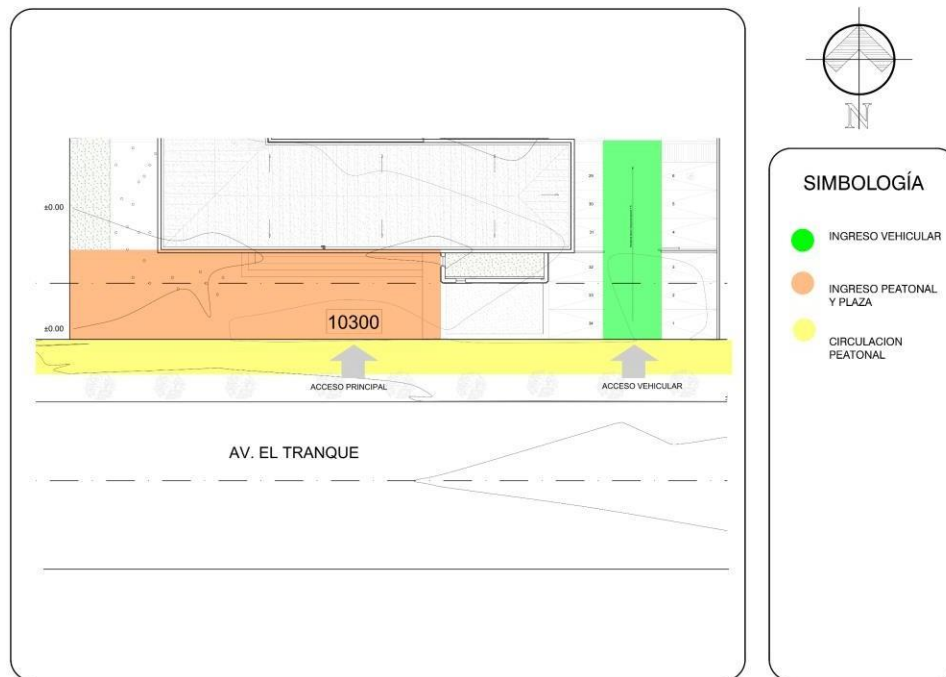 N
SIMBOLOGÍA
INGRESO VEHICULAR
INGRESO PEATONAL
Y PLAZA
CIRCULACION
PEATONAL
±0.00
±0.00
10300
ACCESO PRINCIPAL
ACCESO VEHICULAR
AV. EL TRANQUE